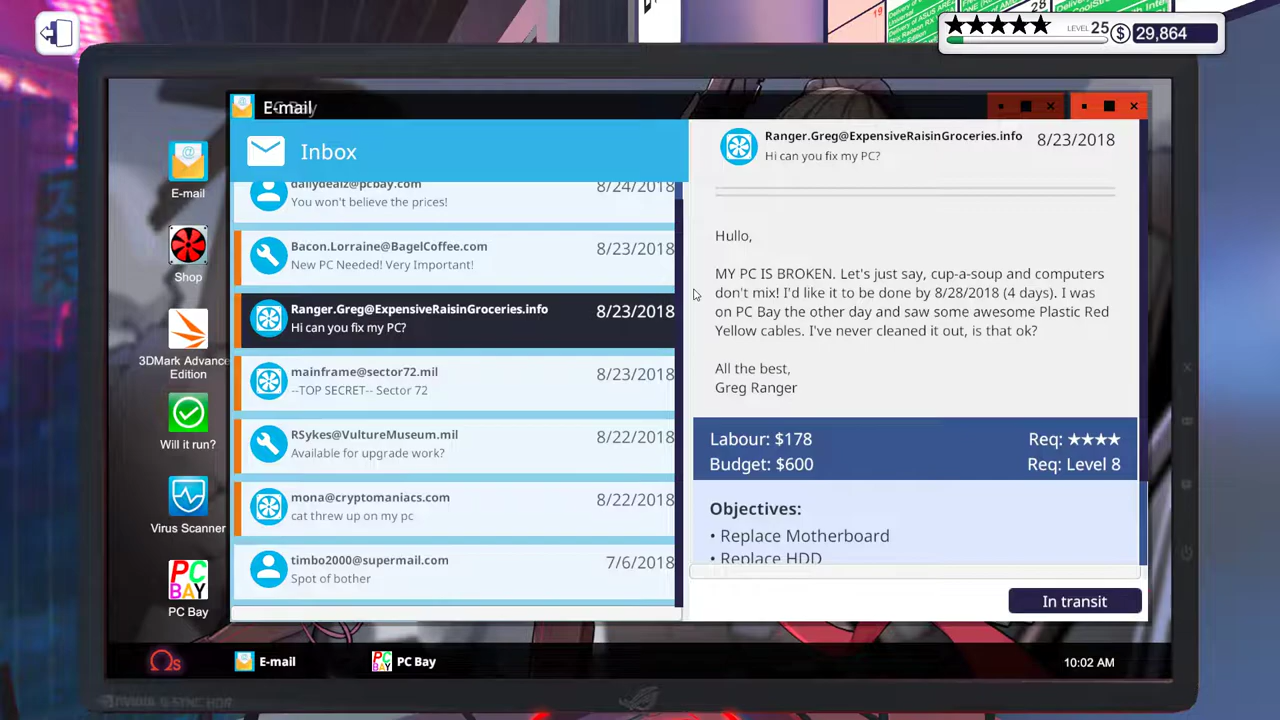 LEVEL 25 $ 29,864
E-mail
Inbox
dailydealz@pcbay.com 8/24/2018
You won't believe the prices!
Bacon.Lorraine@BagelCoffee.com 8/23/2018
New PC Needed! Very Important!
Ranger.Greg@ExpensiveRaisinGroceries.info 8/23/2018
Hi can you fix my PC?
mainframe@sector72.mil 8/23/2018
--TOP SECRET-- Sector 72
RSykes@VultureMuseum.mil 8/22/2018
Available for upgrade work?
mona@cryptomaniacs.com 8/22/2018
cat threw up on my pc
timbo2000@supermail.com 7/6/2018
Spot of bother
Ranger.Greg@ExpensiveRaisinGroceries.info 8/23/2018
Hi can you fix my PC?
Hullo,
MY PC IS BROKEN. Let's just say, cup-a-soup and computers
don't mix! I'd like it to be done by 8/28/2018 (4 days). I was
on PC Bay the other day and saw some awesome Plastic Red
Yellow cables. I've never cleaned it out, is that ok?
All the best,
Greg Ranger
Labour: $178 Req: ★★★★
Budget: $600 Req: Level 8
Objectives:
• Replace Motherboard
• Replace HDD
In transit
E-mail
Shop
3DMark Advance
Edition
Will it run?
Virus Scanner
PC
BAY
PC Bay
E-mail
PC Bay
10:02 AM